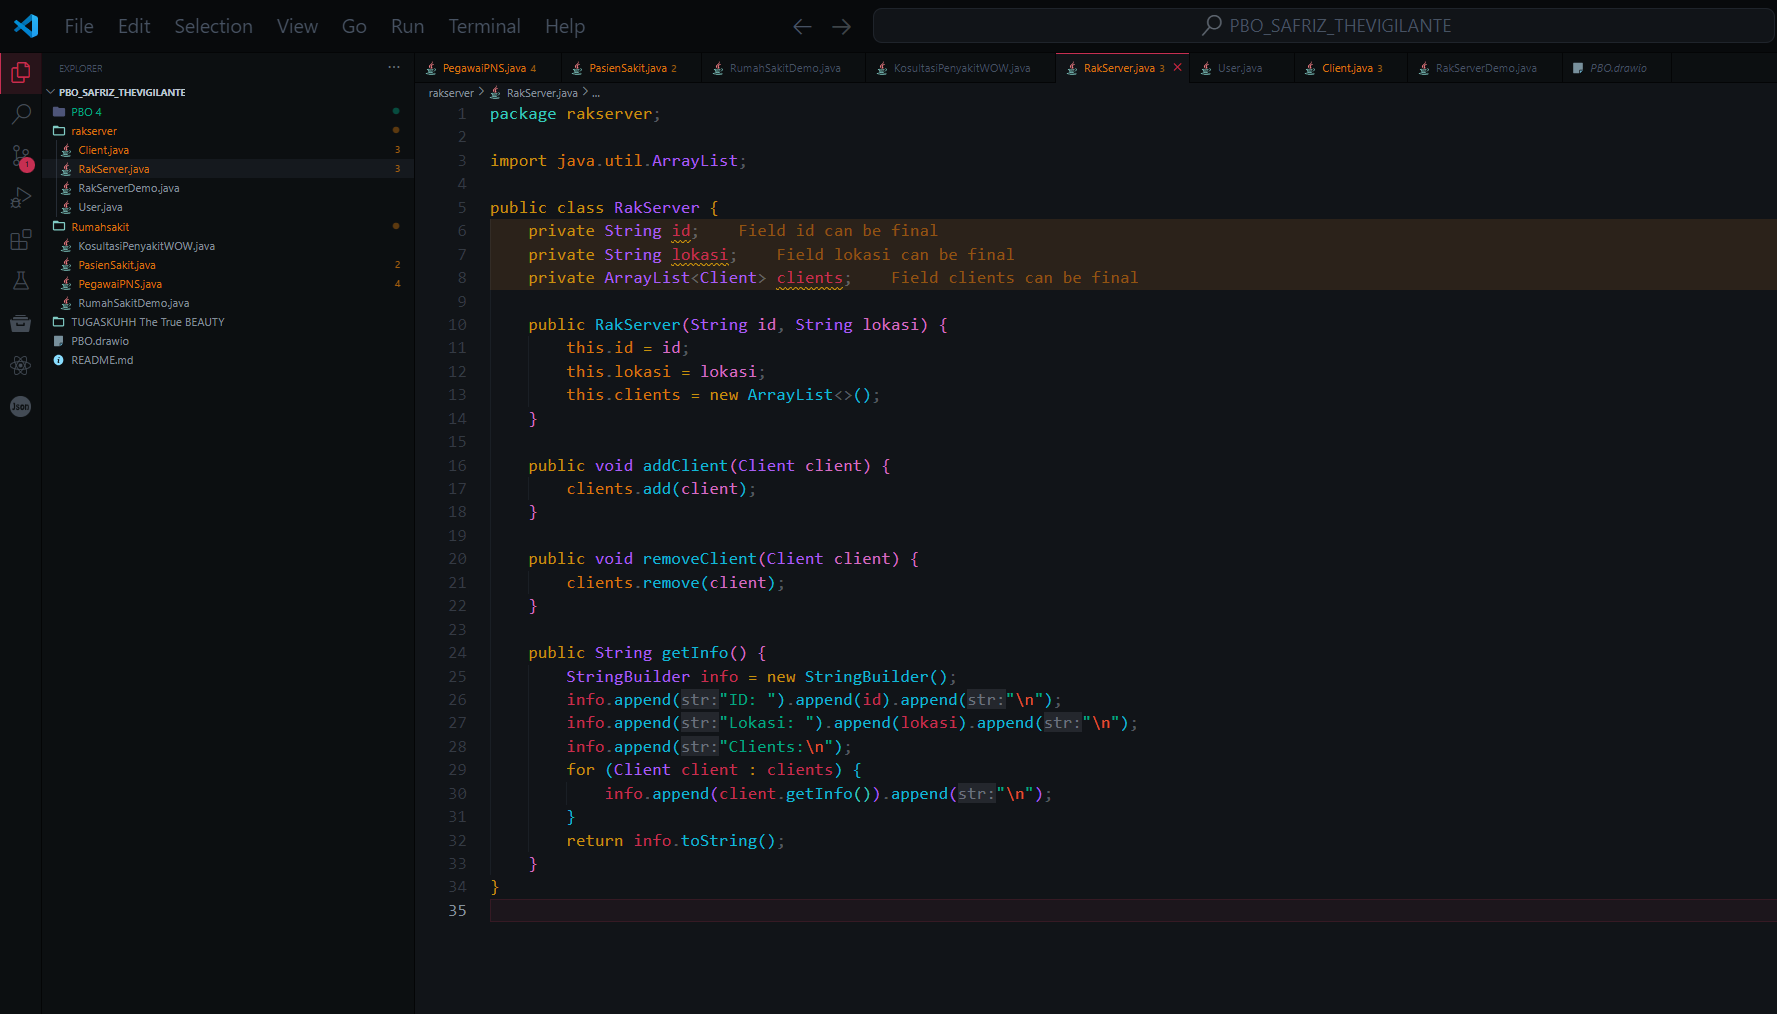 File Edit Selection View Go Run Terminal Help
PBO_SAFRIZ_THEVIGILANTE
EXPLORER ...
PBO_SAFRIZ_THEVIGILANTE
PBO 4
rakserver
Client.java 3
RakServer.java 3
RakServerDemo.java
User.java
Rumahsakit
KosultasiPenyakitWOW.java
PasienSakit.java 2
PegawaiPNS.java 4
RumahSakitDemo.java
TUGASKUHH The True BEAUTY
PBO.drawio
README.md
1
Json
PegawaiPNS.java 4 PasienSakit.java 2 RumahSakitDemo.java KosultasiPenyakitWOW.java RakServer.java 3 User.java Client.java 3 RakServerDemo.java PBO.drawio
rakserver > RakServer.java > ...
1 package rakserver;
2
3 import java.util.ArrayList;
4
5 public class RakServer {
6     private String id;    Field id can be final
7     private String lokasi;    Field lokasi can be final
8     private ArrayList<Client> clients;    Field clients can be final
9
10     public RakServer(String id, String lokasi) {
11         this.id = id;
12         this.lokasi = lokasi;
13         this.clients = new ArrayList<>();
14     }
15
16     public void addClient(Client client) {
17         clients.add(client);
18     }
19
20     public void removeClient(Client client) {
21         clients.remove(client);
22     }
23
24     public String getInfo() {
25         StringBuilder info = new StringBuilder();
26         info.append(str:"ID: ").append(id).append(str:"\n");
27         info.append(str:"Lokasi: ").append(lokasi).append(str:"\n");
28         info.append(str:"Clients:\n");
29         for (Client client : clients) {
30             info.append(client.getInfo()).append(str:"\n");
31         }
32         return info.toString();
33     }
34 }
35